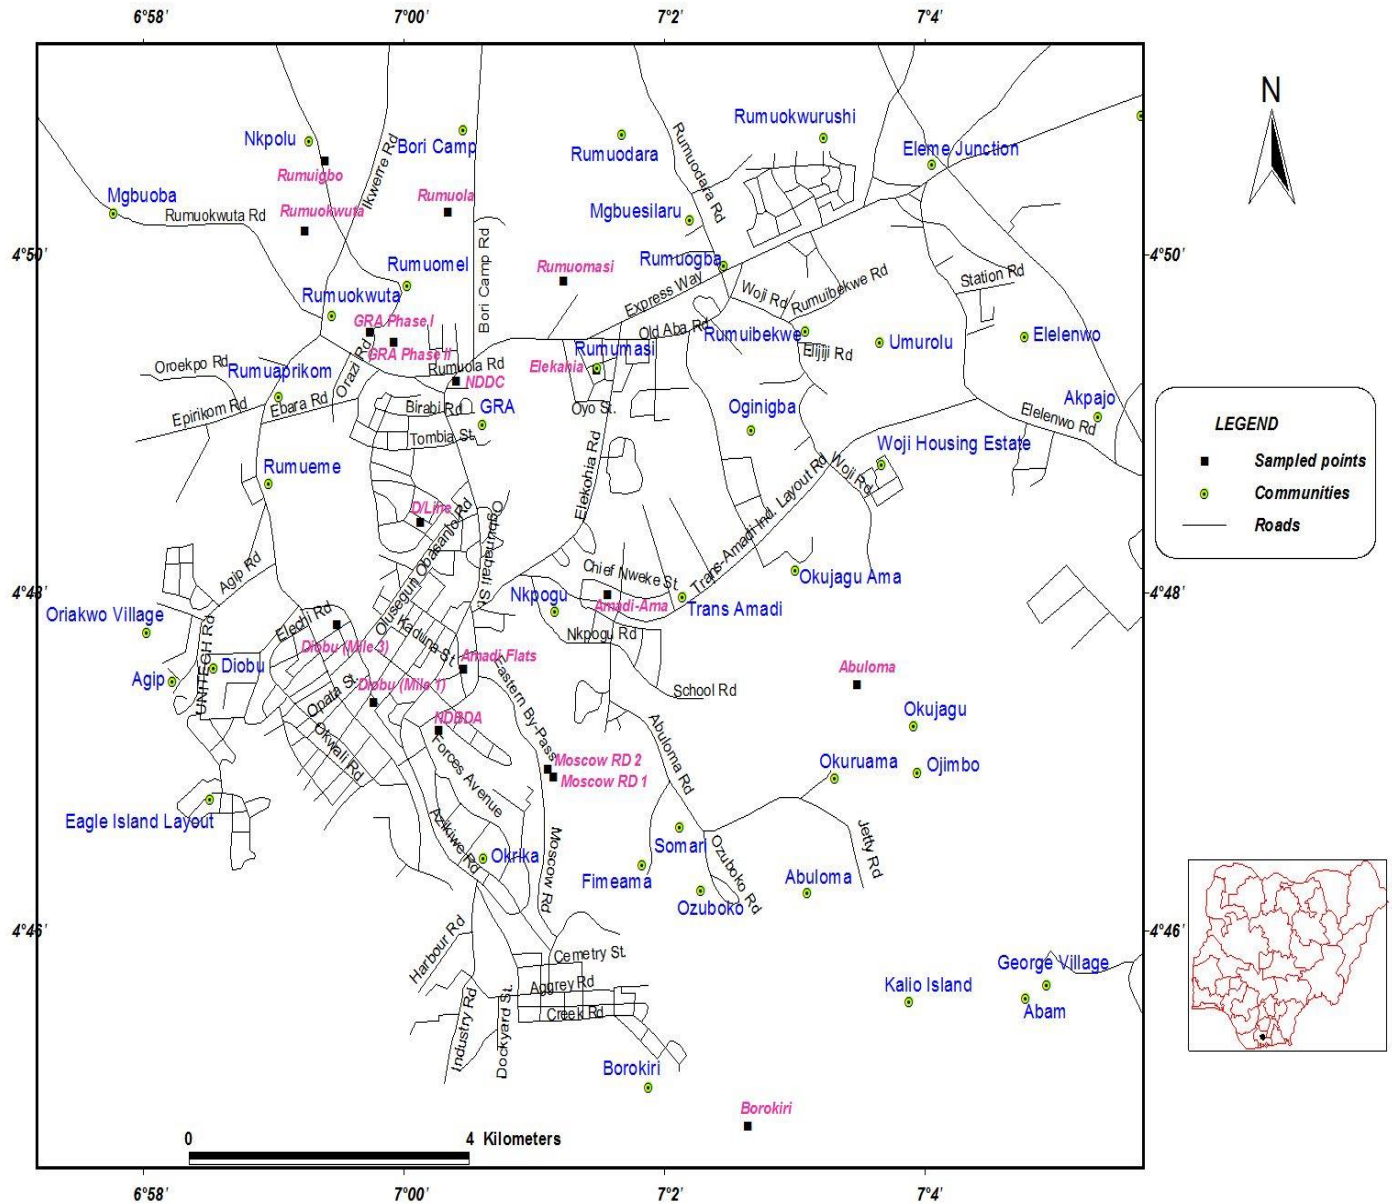 6°58'
7°00'
7°2'
7°4'
N
Nkpolu
Bori Camp
Rumuodara
Rumuokwurushi
Eleme Junction
Rumuigbo
Ikwerre Rd
Rumuodara Rd
Mgbuoba
Rumuokwuta Rd
Rumuokwuta
Rumuola
Mgbuesilaru
4°50'
4°50'
Rumuomel
Bori Camp Rd
Rumuomasi
Rumuogba
Express Way
Woji Rd
Rumuibekwe Rd
Station Rd
Rumuokwuta
GRA Phase I
GRA Phase II
Old Aba Rd
Rumuibekwe
Elijiji Rd
Umurolu
Elelenwo
Oroekpo Rd
Rumuaprikom
Orazi Rd
Rumuola Rd
NDDC
Elekahia
Rumumasi
Epirikom Rd
Ebara Rd
Birabi Rd
GRA
Oyo St.
Oginigba
Akpajo
Elelenwo Rd
Tombia St.
Woji Housing Estate
LEGEND
Sampled points
Communities
Roads
Rumueme
Elekohia Rd
Woji Rd
D/Line
Olusegun Obasanjo Rd
Ogbunabali St
Trans-Amadi Ind. Layout Rd
Agip Rd
Chief Nweke St.
Okujagu Ama
4°48'
4°48'
Oriakwo Village
Elechi Rd
Nkpogu
Amadi-Ama
Trans Amadi
Kaduna St
Nkpogu Rd
Diobu (Mile 3)
UNITECH Rd
Diobu
Agip
Amadi Flats
Abuloma
Opata St.
Diobu (Mile 1)
School Rd
Eastern By-Pass
NDBDA
Okwali Rd
Forces Avenue
Abuloma Rd
Okujagu
Moscow RD 2
Moscow RD 1
Okuruama
Ojimbo
Eagle Island Layout
Azikiwe Rd
Okrika
Moscow Rd
Somari
Fimeama
Ozuboko Rd
Ozuboko
Abuloma
Jetty Rd
4°46'
4°46'
Harbour Rd
Cemetry St.
Aggrey Rd
Creek Rd
George Village
Kalio Island
Abam
Industry Rd
Dockyard St.
Borokiri
Borokiri
0
4 Kilometers
6°58'
7°00'
7°2'
7°4'